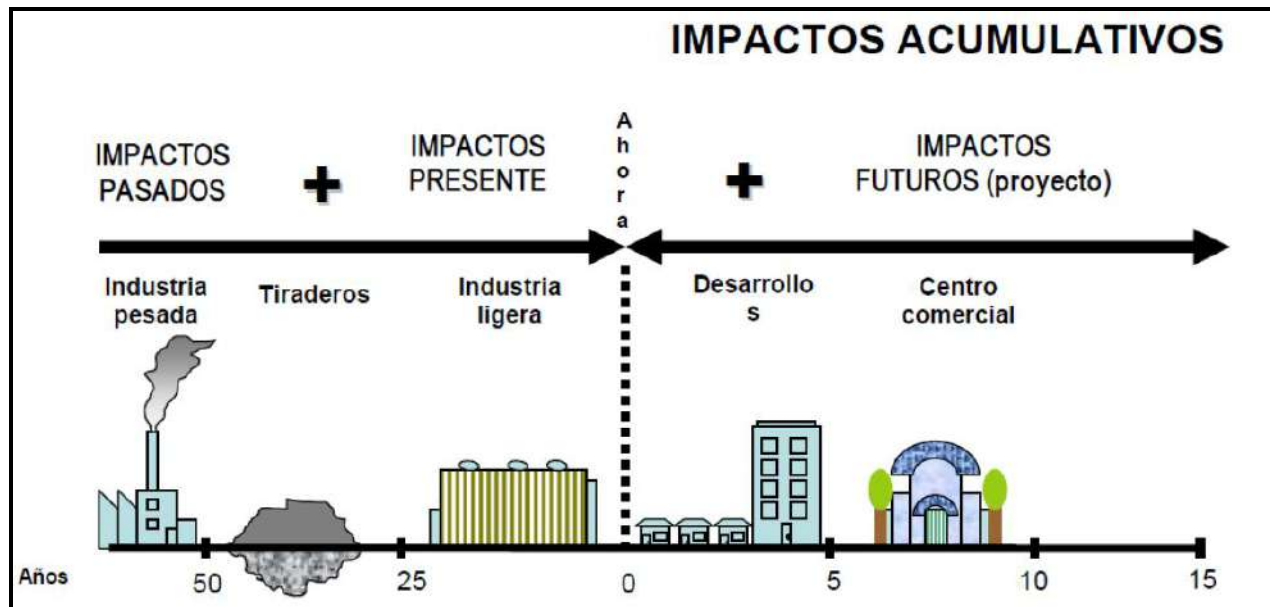 IMPACTOS ACUMULATIVOS
IMPACTOS
PASADOS
+
IMPACTOS
PRESENTE
Ahora
+
IMPACTOS
FUTUROS (proyecto)
Industria
pesada
Tiraderos
Industria
ligera
Desarrollo
s
Centro
comercial
Años
50
25
0
5
10
15